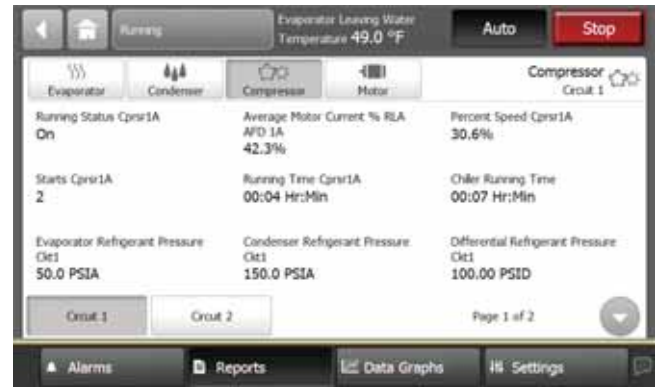 Running
Evaporator Leaving Water
Temperature 49.0 °F
Auto
Stop
Evaporator
Condenser
Compressor
Motor
Compressor
Circuit 1
Running Status Cprsr1A
On
Average Motor Current % RLA
AFD 1A
42.3%
Percent Speed Cprsr1A
30.6%
Starts Cprsr1A
2
Running Time Cprsr1A
00:04 Hr:Min
Chiller Running Time
00:07 Hr:Min
Evaporator Refrigerant Pressure
Ckt1
50.0 PSIA
Condenser Refrigerant Pressure
Ckt1
150.0 PSIA
Differential Refrigerant Pressure
Ckt1
100.00 PSID
Circuit 1
Circuit 2
Page 1 of 2
Alarms
Reports
Data Graphs
Settings